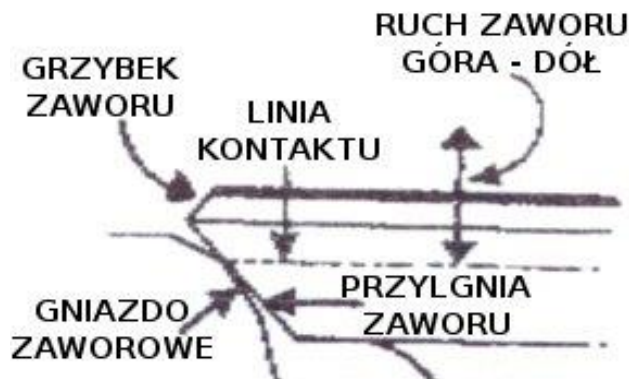 RUCH ZAWORU
GÓRA - DÓŁ
GRZYBEK
ZAWORU
LINIA
KONTAKTU
PRZYLGNIA
ZAWORU
GNIAZDO
ZAWOROWE